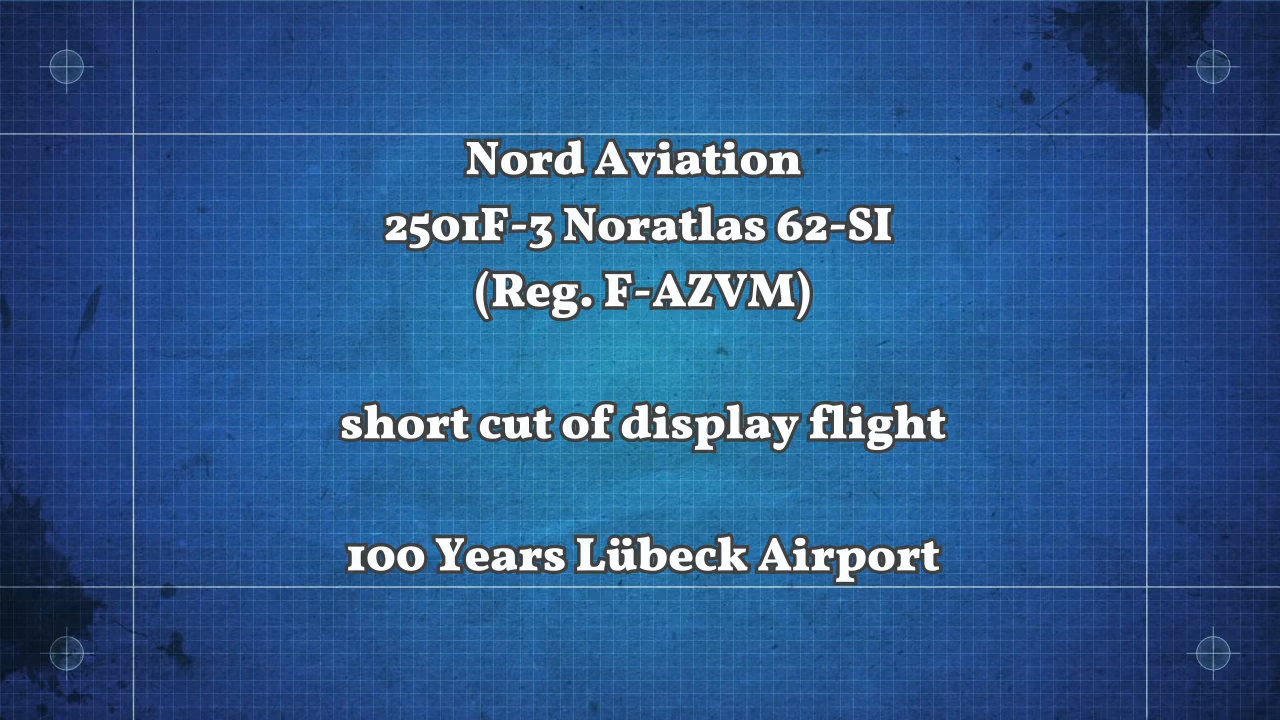 Nord Aviation
2501F-3 Noratlas 62-SI
(Reg. F-AZVM)
short cut of display flight
100 Years Lübeck Airport